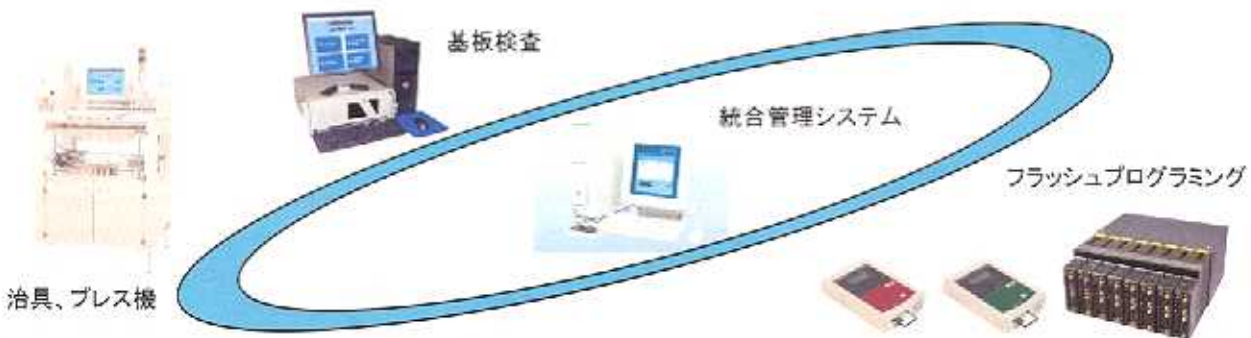 基板検査
統合管理システム
フラッシュプログラミング
治具、プレス機